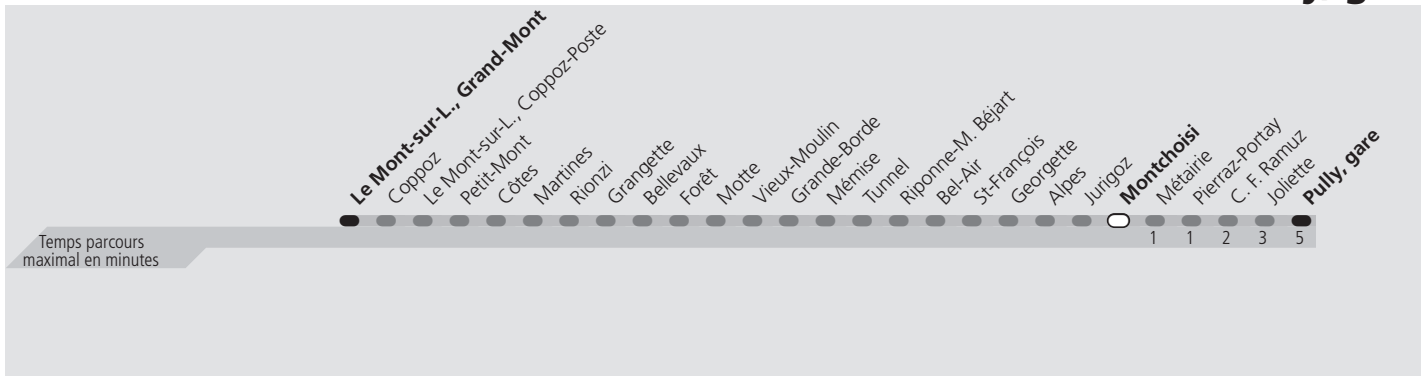 Le Mont-sur-L., Grand-Mont
Coppoz
Le Mont-sur-L., Coppoz-Poste
Petit-Mont
Côtes
Martines
Rionzi
Grangette
Bellevaux
Forêt
Motte
Vieux-Moulin
Grande-Borde
Mémise
Tunnel
Riponne-M. Béjart
Bel-Air
St-François
Georgette
Alpes
Jurigoz
Montchoisi
Métairie
Pierraz-Portay
C. F. Ramuz
Joliette
Pully, gare
Temps parcours
maximal en minutes
1 1 2 3 5